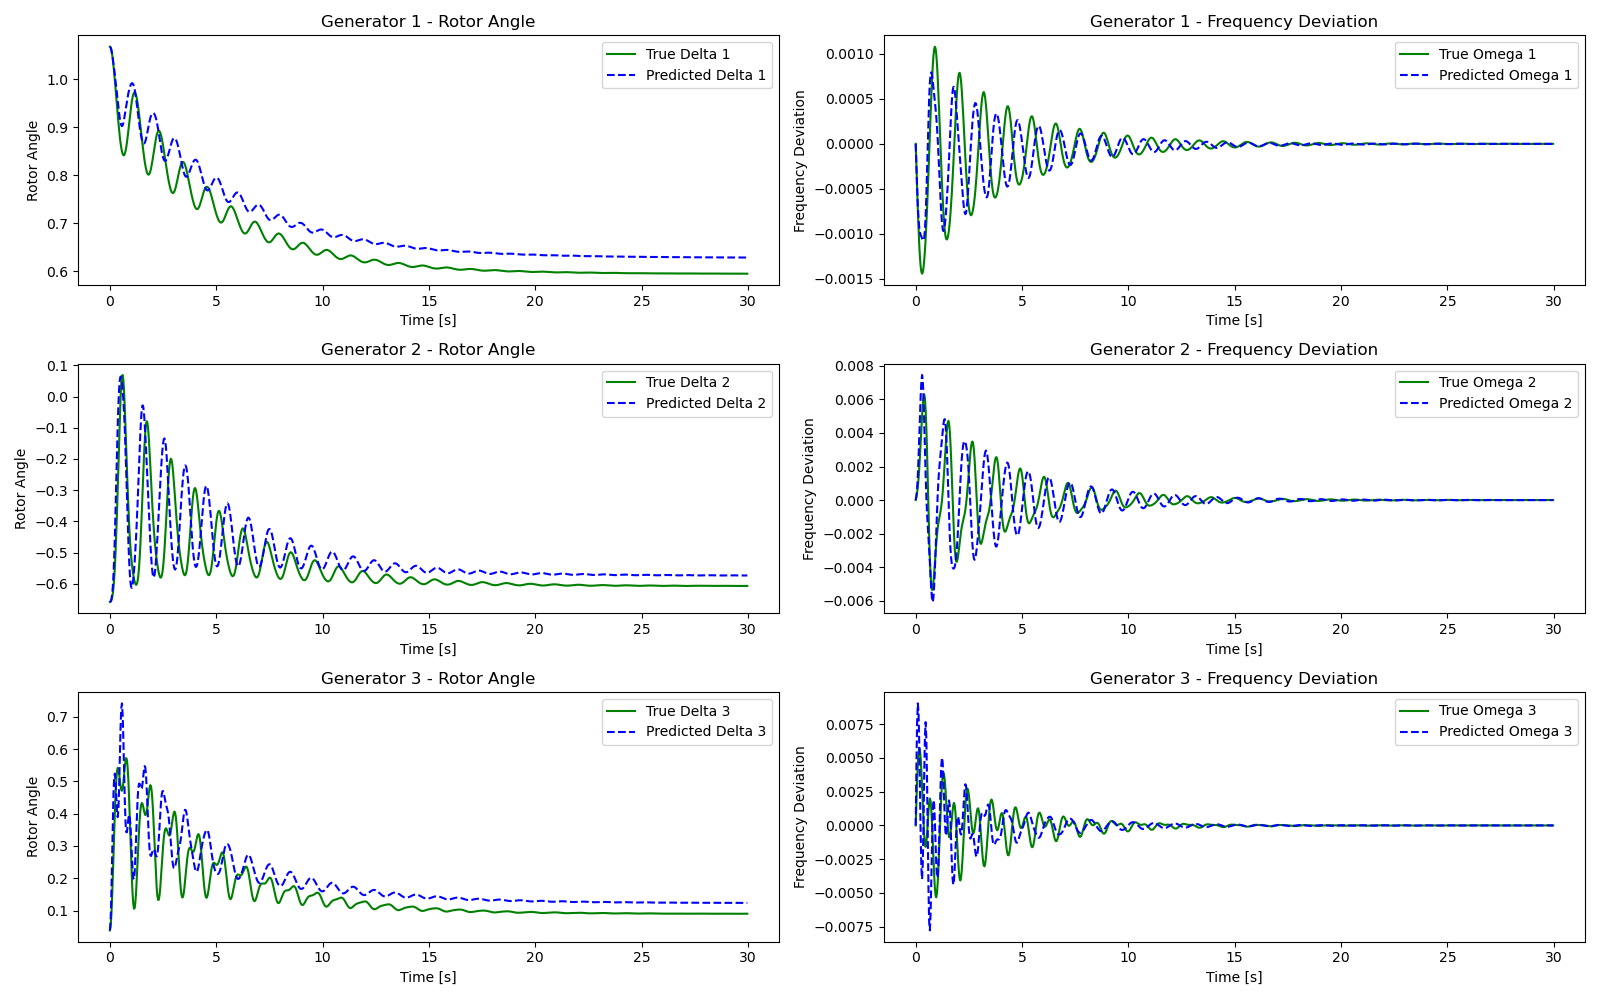 Generator 1 - Rotor Angle
Rotor Angle
1.0
0.9
0.8
0.7
0.6
True Delta 1
Predicted Delta 1
0 5 10 15 20 25 30
Time [s]
Generator 1 - Frequency Deviation
Frequency Deviation
0.0010
0.0005
0.0000
−0.0005
−0.0010
−0.0015
True Omega 1
Predicted Omega 1
0 5 10 15 20 25 30
Time [s]
Generator 2 - Rotor Angle
Rotor Angle
0.1
0.0
−0.1
−0.2
−0.3
−0.4
−0.5
−0.6
True Delta 2
Predicted Delta 2
0 5 10 15 20 25 30
Time [s]
Generator 2 - Frequency Deviation
Frequency Deviation
0.008
0.006
0.004
0.002
0.000
−0.002
−0.004
−0.006
True Omega 2
Predicted Omega 2
0 5 10 15 20 25 30
Time [s]
Generator 3 - Rotor Angle
Rotor Angle
0.7
0.6
0.5
0.4
0.3
0.2
0.1
True Delta 3
Predicted Delta 3
0 5 10 15 20 25 30
Time [s]
Generator 3 - Frequency Deviation
Frequency Deviation
0.0075
0.0050
0.0025
0.0000
−0.0025
−0.0050
−0.0075
True Omega 3
Predicted Omega 3
0 5 10 15 20 25 30
Time [s]